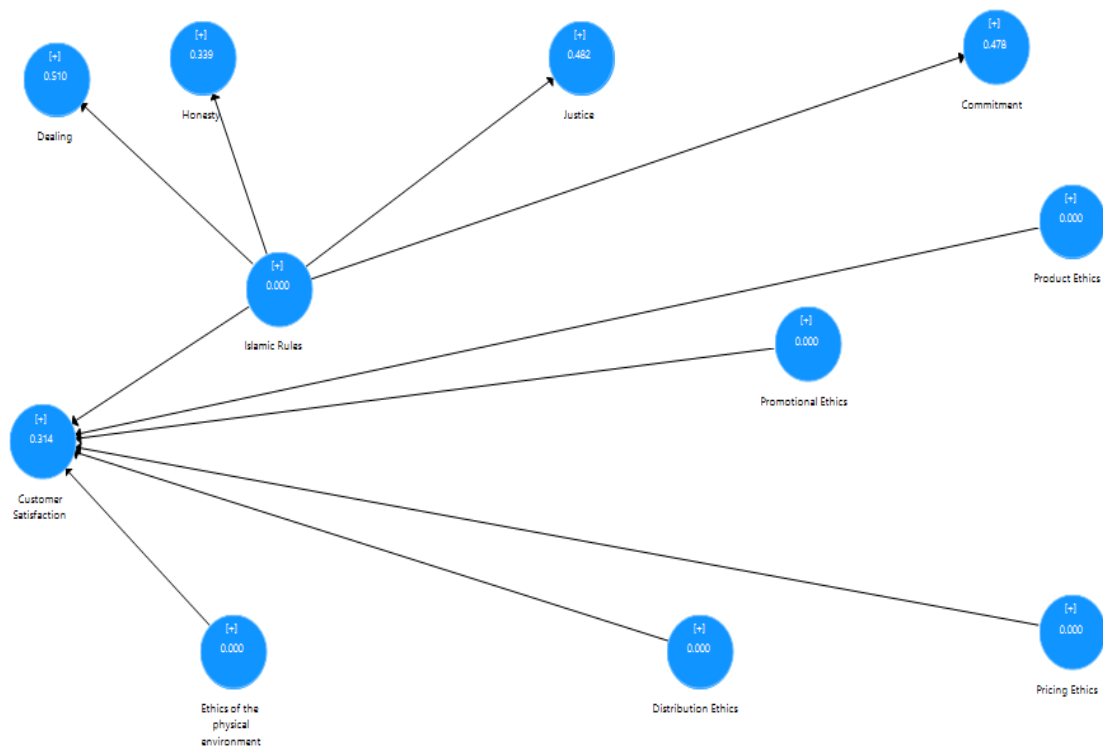 [+]
0.510
Dealing
[+]
0.339
Honesty
[+]
0.482
Justice
[+]
0.478
Commitment
[+]
0.000
Product Ethics
[+]
0.000
Islamic Rules
[+]
0.000
Promotional Ethics
[+]
0.314
Customer
Satisfaction
[+]
0.000
Ethics of the
physical
environment
[+]
0.000
Distribution Ethics
[+]
0.000
Pricing Ethics